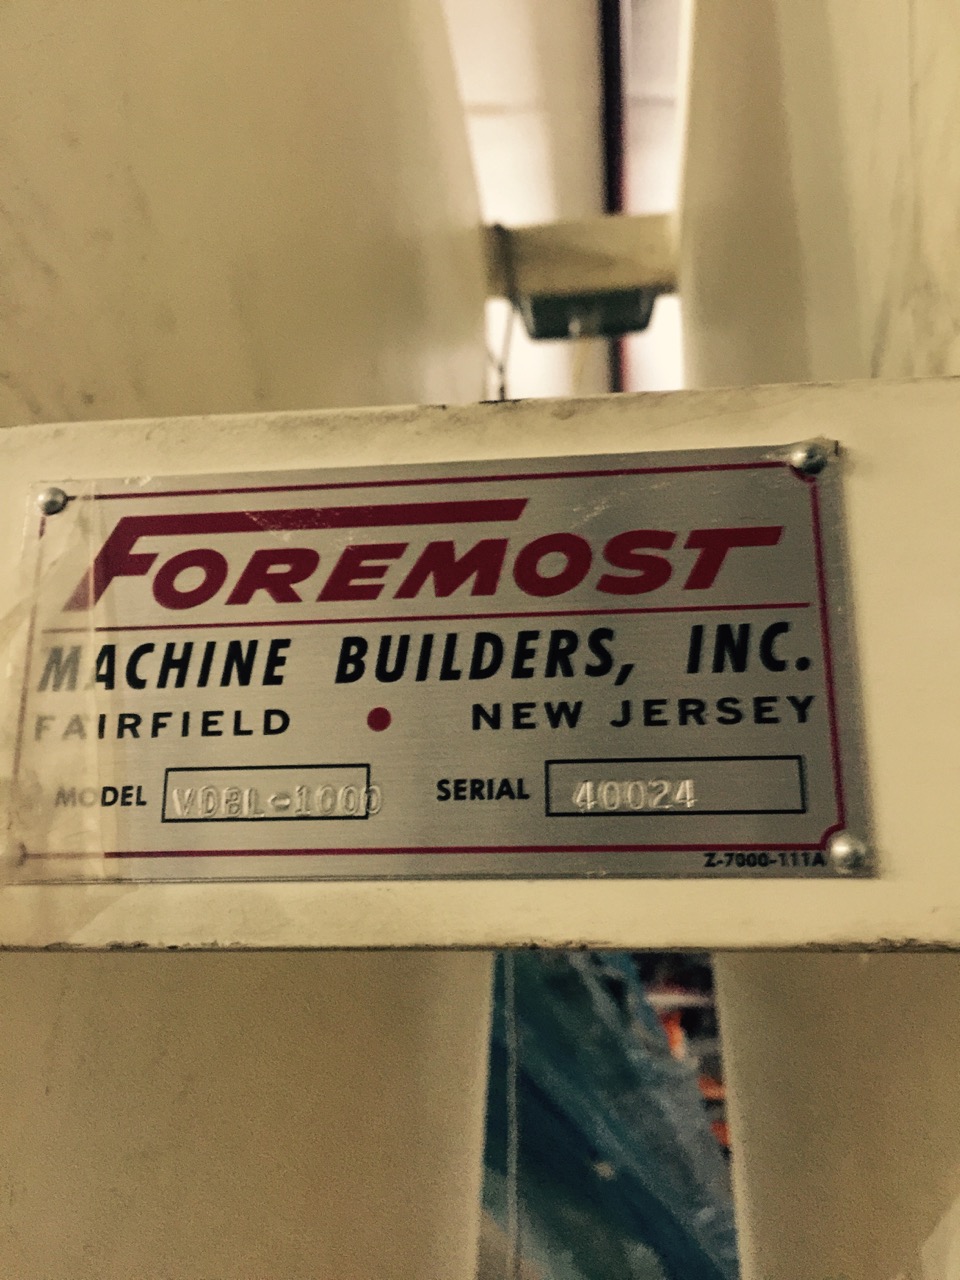 FOREMOST
MACHINE BUILDERS, INC.
FAIRFIELD • NEW JERSEY
MODEL VDBL-1000 SERIAL 40024
Z-7000-111A